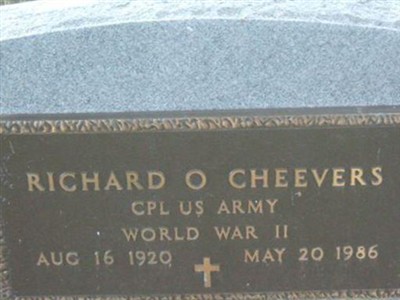 RICHARD O CHEEVERS
CPL US ARMY
WORLD WAR II
AUG 16 1920 MAY 20 1986